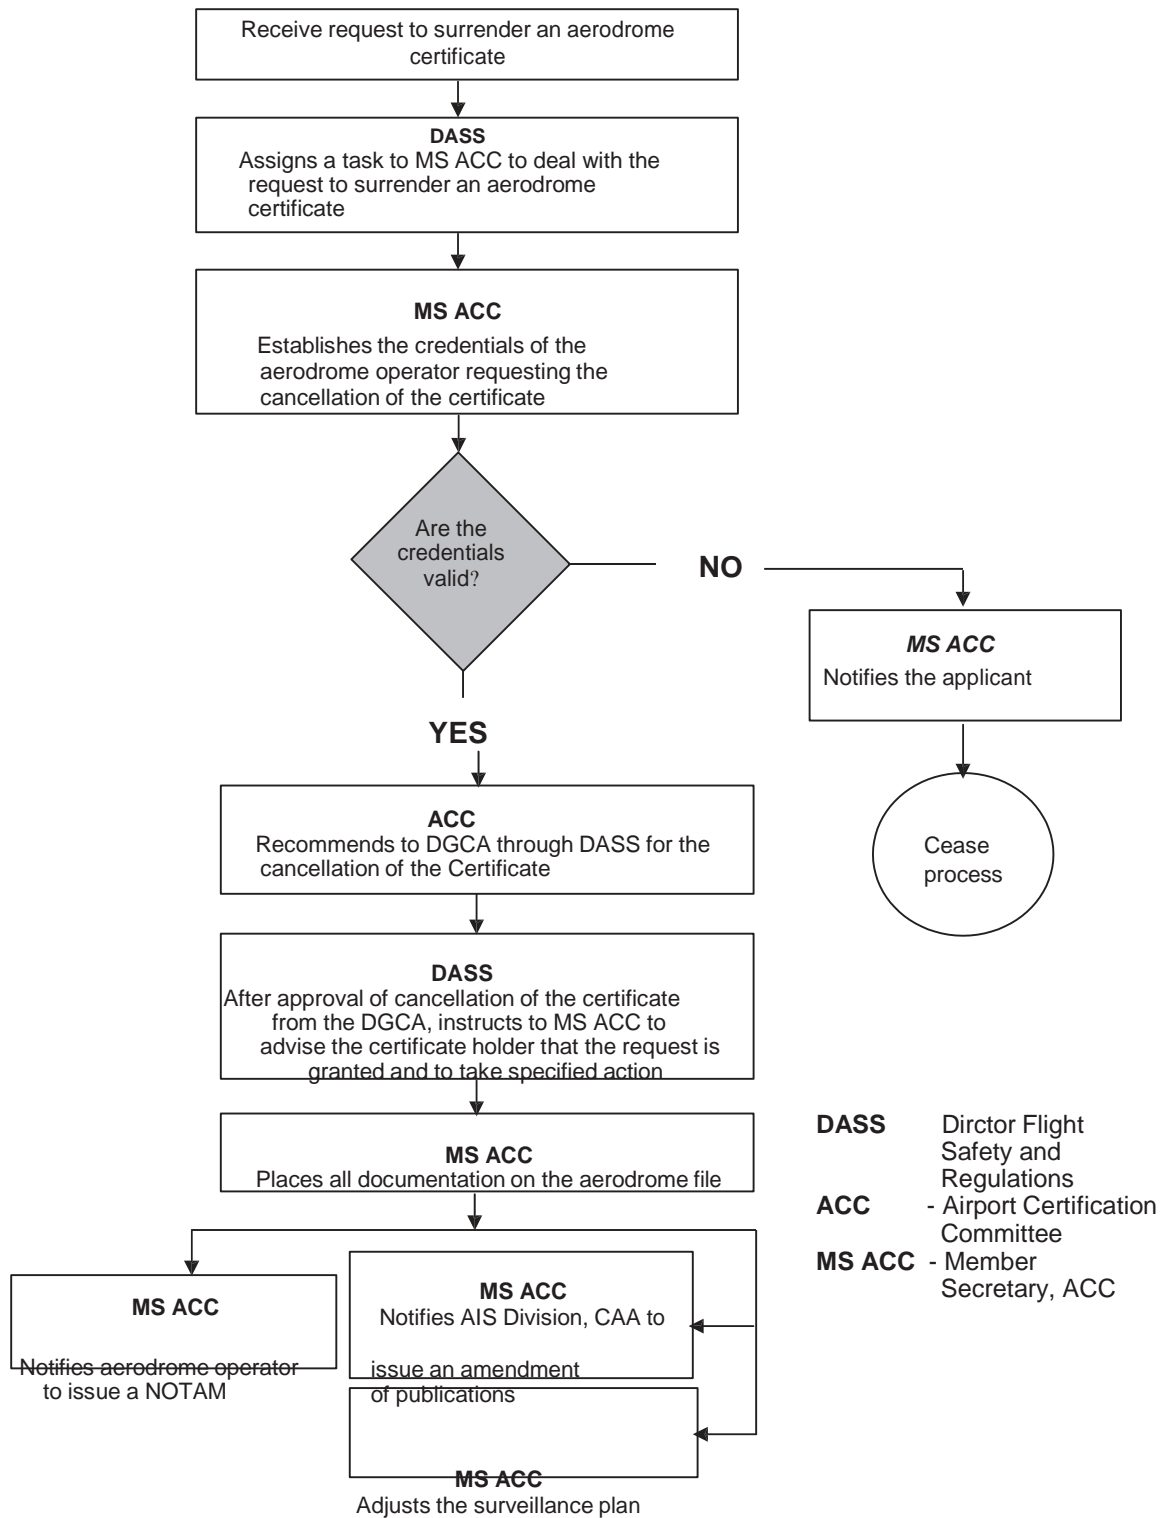 Receive request to surrender an aerodrome
certificate
DASS
Assigns a task to MS ACC to deal with the
request to surrender an aerodrome
certificate
MS ACC
Establishes the credentials of the
aerodrome operator requesting the
cancellation of the certificate
Are the
credentials
valid?
NO
MS ACC
Notifies the applicant
Cease
process
YES
ACC
Recommends to DGCA through DASS for the
cancellation of the Certificate
DASS
After approval of cancellation of the certificate
from the DGCA, instructs to MS ACC to
advise the certificate holder that the request is
granted and to take specified action
MS ACC
Places all documentation on the aerodrome file
MS ACC
Notifies aerodrome operator
to issue a NOTAM
MS ACC
Notifies AIS Division, CAA to
issue an amendment
of publications
MS ACC
Adjusts the surveillance plan
DASS Dirctor Flight
Safety and
Regulations
ACC - Airport Certification
Committee
MS ACC - Member
Secretary, ACC